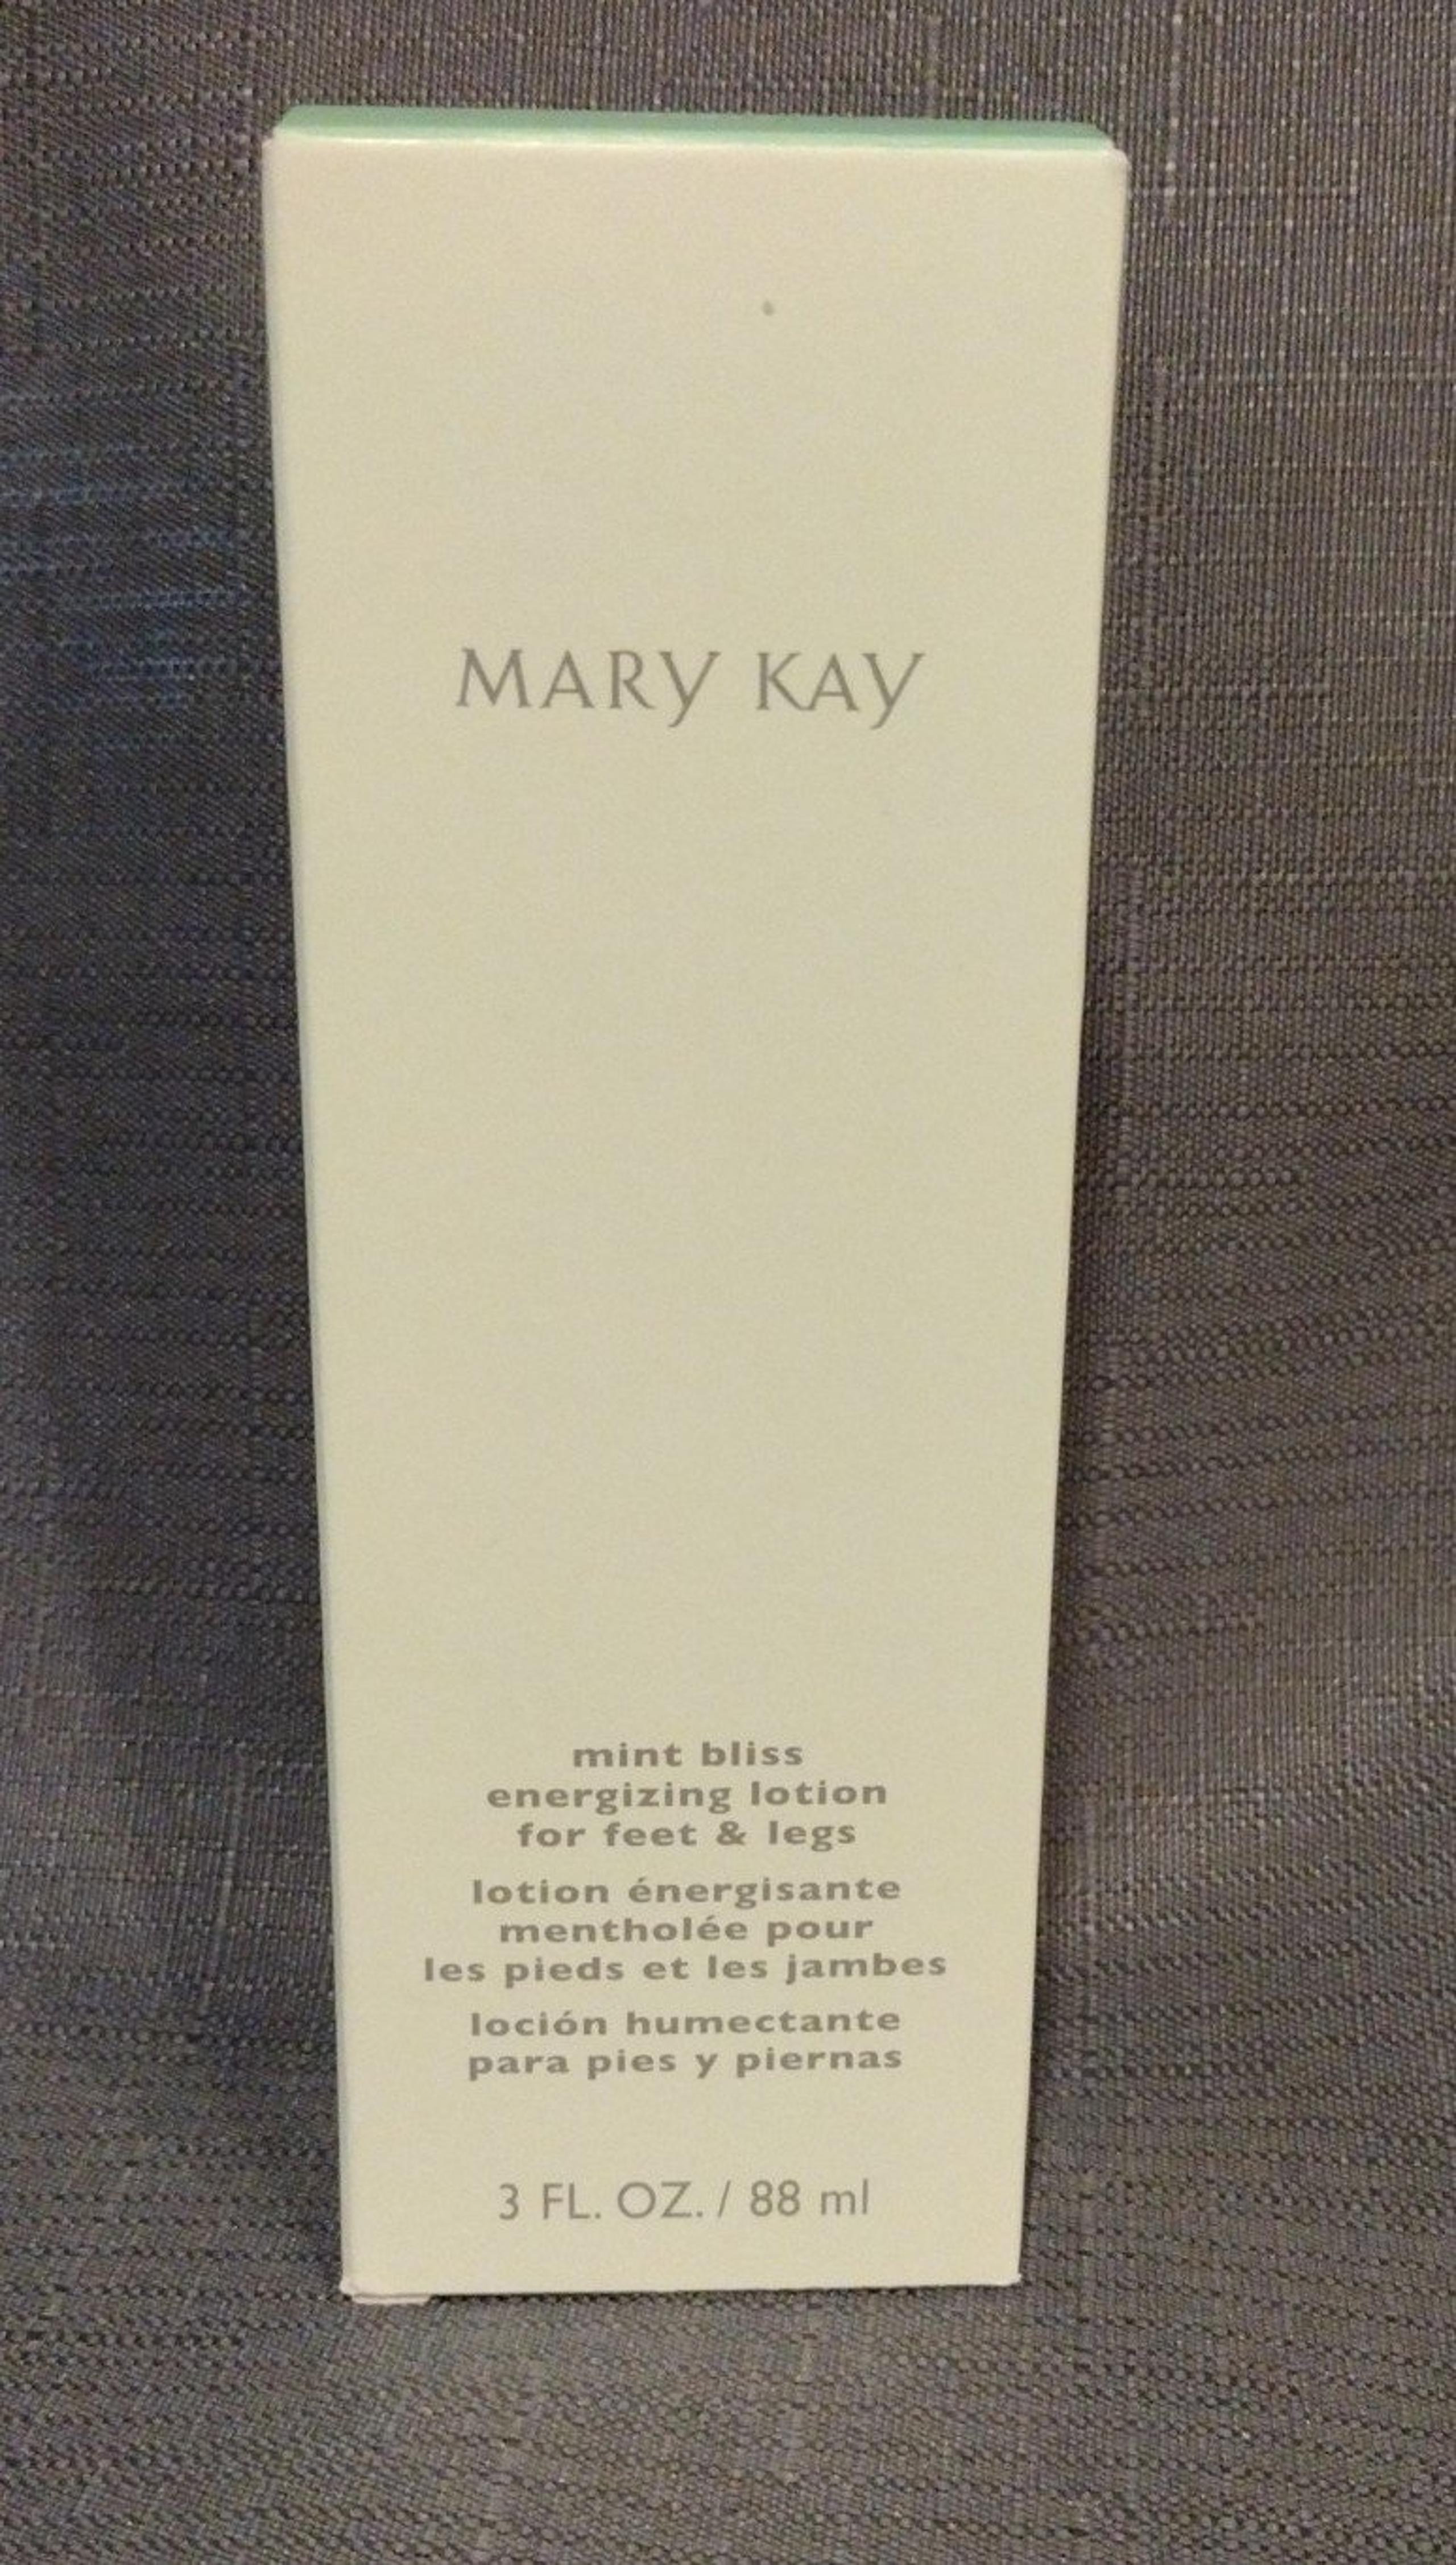 MARY KAY
mint bliss
energizing lotion
for feet & legs
lotion énergisante
mentholée pour
les pieds et les jambes
loción humectante
para pies y piernas
3 FL. OZ. / 88 ml